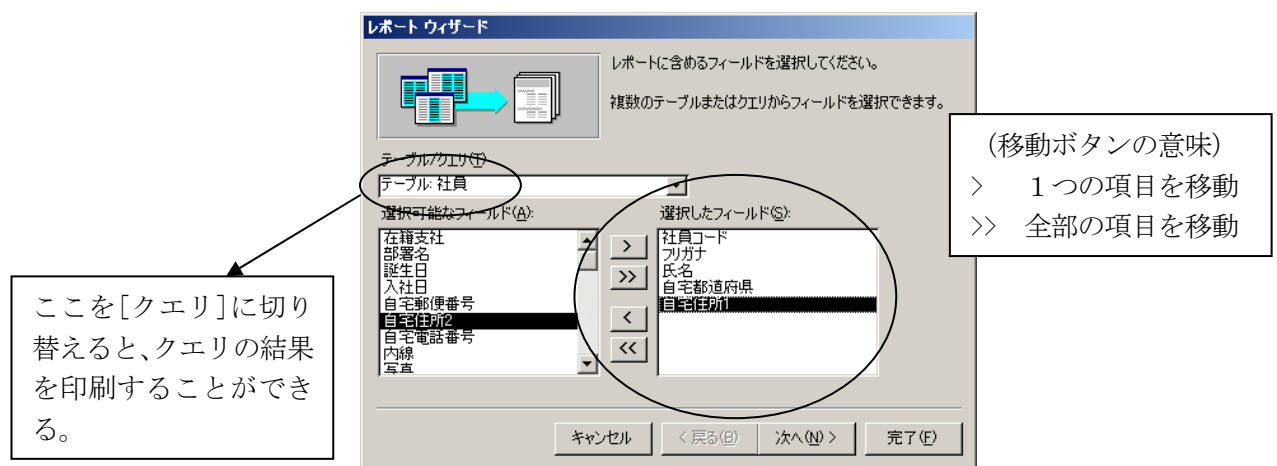 レポート ウィザード
レポートに含めるフィールドを選択してください。
複数のテーブルまたはクエリからフィールドを選択できます。
テーブル/クエリ(T)
テーブル: 社員
選択可能なフィールド(A):
在籍支社
部署名
誕生日
入社日
自宅郵便番号
自宅住所2
自宅電話番号
内線
写真
>
>>
<
<<
選択したフィールド(S):
社員コード
フリガナ
氏名
自宅都道府県
自宅住所1
キャンセル
< 戻る(B)
次へ(N) >
完了(F)
(移動ボタンの意味)
> 1つの項目を移動
>> 全部の項目を移動
ここを[クエリ]に切り
替えると、クエリの結果
を印刷することができ
る。